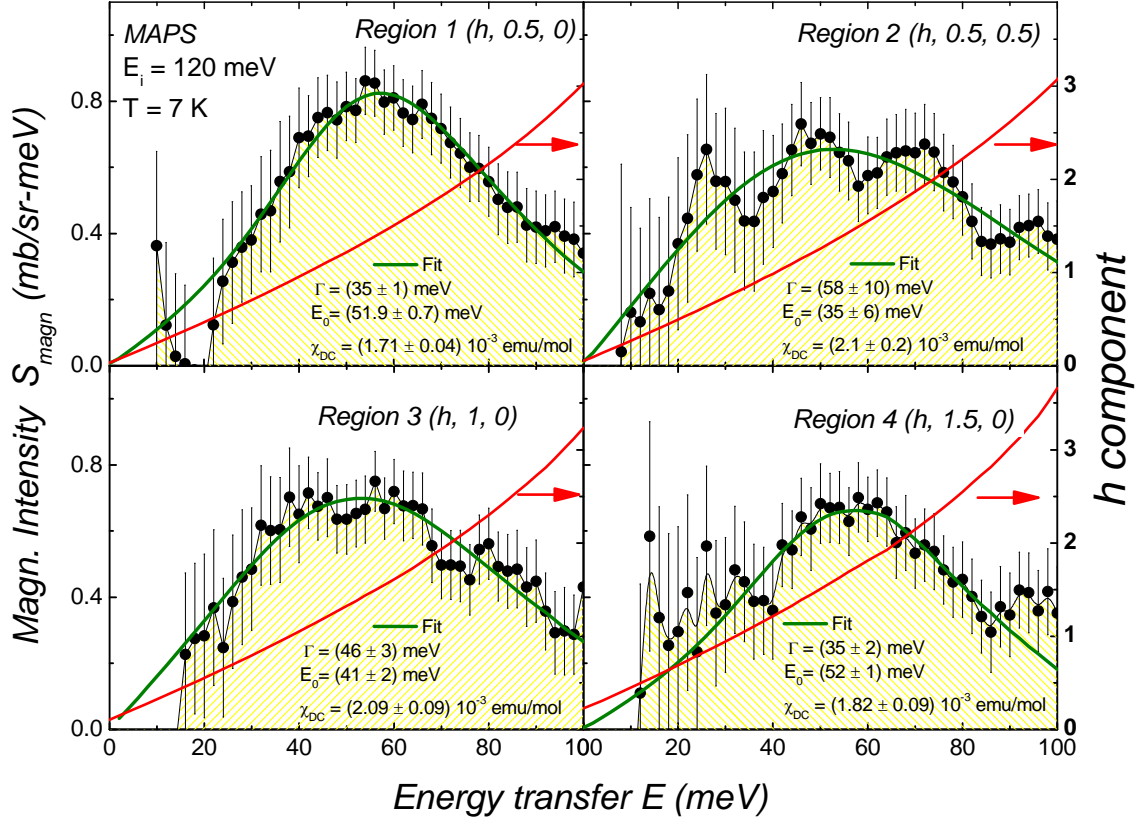 MAPS
E_i = 120 meV
T = 7 K
Region 1 (h, 0.5, 0)
Fit
Γ = (35 ± 1) meV
E_0 = (51.9 ± 0.7) meV
χ_DC = (1.71 ± 0.04) 10^-3 emu/mol
Region 2 (h, 0.5, 0.5)
Fit
Γ = (58 ± 10) meV
E_0 = (35 ± 6) meV
χ_DC = (2.1 ± 0.2) 10^-3 emu/mol
0.8
0.4
0.0
3
2
1
0
Region 3 (h, 1, 0)
Fit
Γ = (46 ± 3) meV
E_0 = (41 ± 2) meV
χ_DC = (2.09 ± 0.09) 10^-3 emu/mol
Region 4 (h, 1.5, 0)
Fit
Γ = (35 ± 2) meV
E_0 = (52 ± 1) meV
χ_DC = (1.82 ± 0.09) 10^-3 emu/mol
0.8
0.4
0.0
3
2
1
0
0 20 40 60 80 100 20 40 60 80 100
Magn. Intensity S_magn (mb/sr-meV)
h component
Energy transfer E (meV)